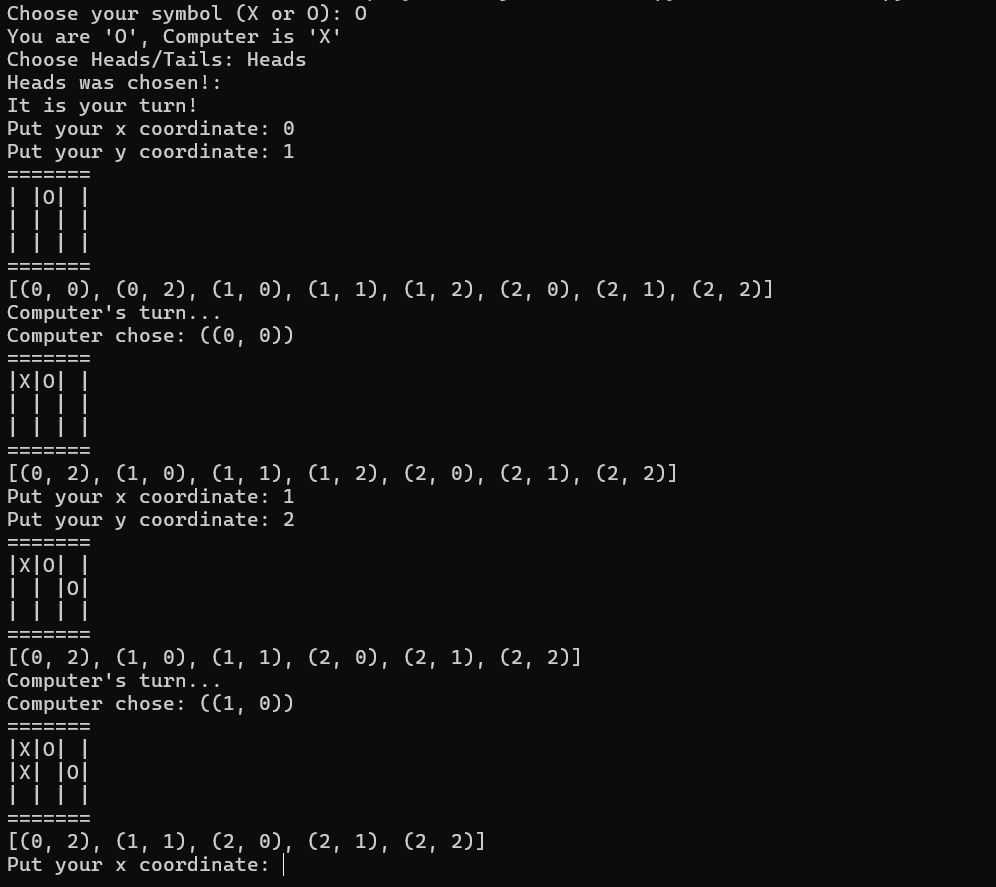 Choose your symbol (X or O): O
You are 'O', Computer is 'X'
Choose Heads/Tails: Heads
Heads was chosen!:
It is your turn!
Put your x coordinate: 0
Put your y coordinate: 1
=======
| |O| |
| | | |
| | | |
=======
[(0, 0), (0, 2), (1, 0), (1, 1), (1, 2), (2, 0), (2, 1), (2, 2)]
Computer's turn...
Computer chose: ((0, 0))
=======
|X|O| |
| | | |
| | | |
=======
[(0, 2), (1, 0), (1, 1), (1, 2), (2, 0), (2, 1), (2, 2)]
Put your x coordinate: 1
Put your y coordinate: 2
=======
|X|O| |
| | |O|
| | | |
=======
[(0, 2), (1, 0), (1, 1), (2, 0), (2, 1), (2, 2)]
Computer's turn...
Computer chose: ((1, 0))
=======
|X|O| |
|X| |O|
| | | |
=======
[(0, 2), (1, 1), (2, 0), (2, 1), (2, 2)]
Put your x coordinate: